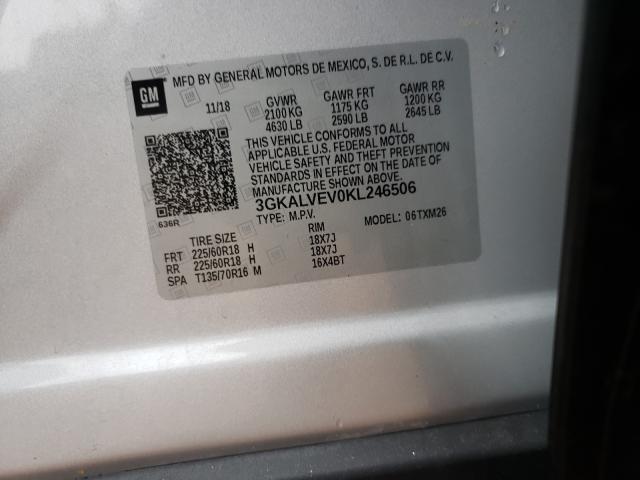 GM
MFD BY GENERAL MOTORS DE MEXICO, S. DE R.L. DE C.V.
11/18 GVWR GAWR FRT GAWR RR
2100 KG 1175 KG 1200 KG
4630 LB 2590 LB 2645 LB
THIS VEHICLE CONFORMS TO ALL
APPLICABLE U.S. FEDERAL MOTOR
VEHICLE SAFETY AND THEFT PREVENTION
STANDARDS IN EFFECT ON THE DATE OF
MANUFACTURE SHOWN ABOVE.
3GKALVEV0KL246506
636R
TYPE: M.P.V. MODEL: 06TXM26
TIRE SIZE RIM
FRT 225/60R18 H 18X7J
RR 225/60R18 H 18X7J
SPA T135/70R16 M 16X4BT